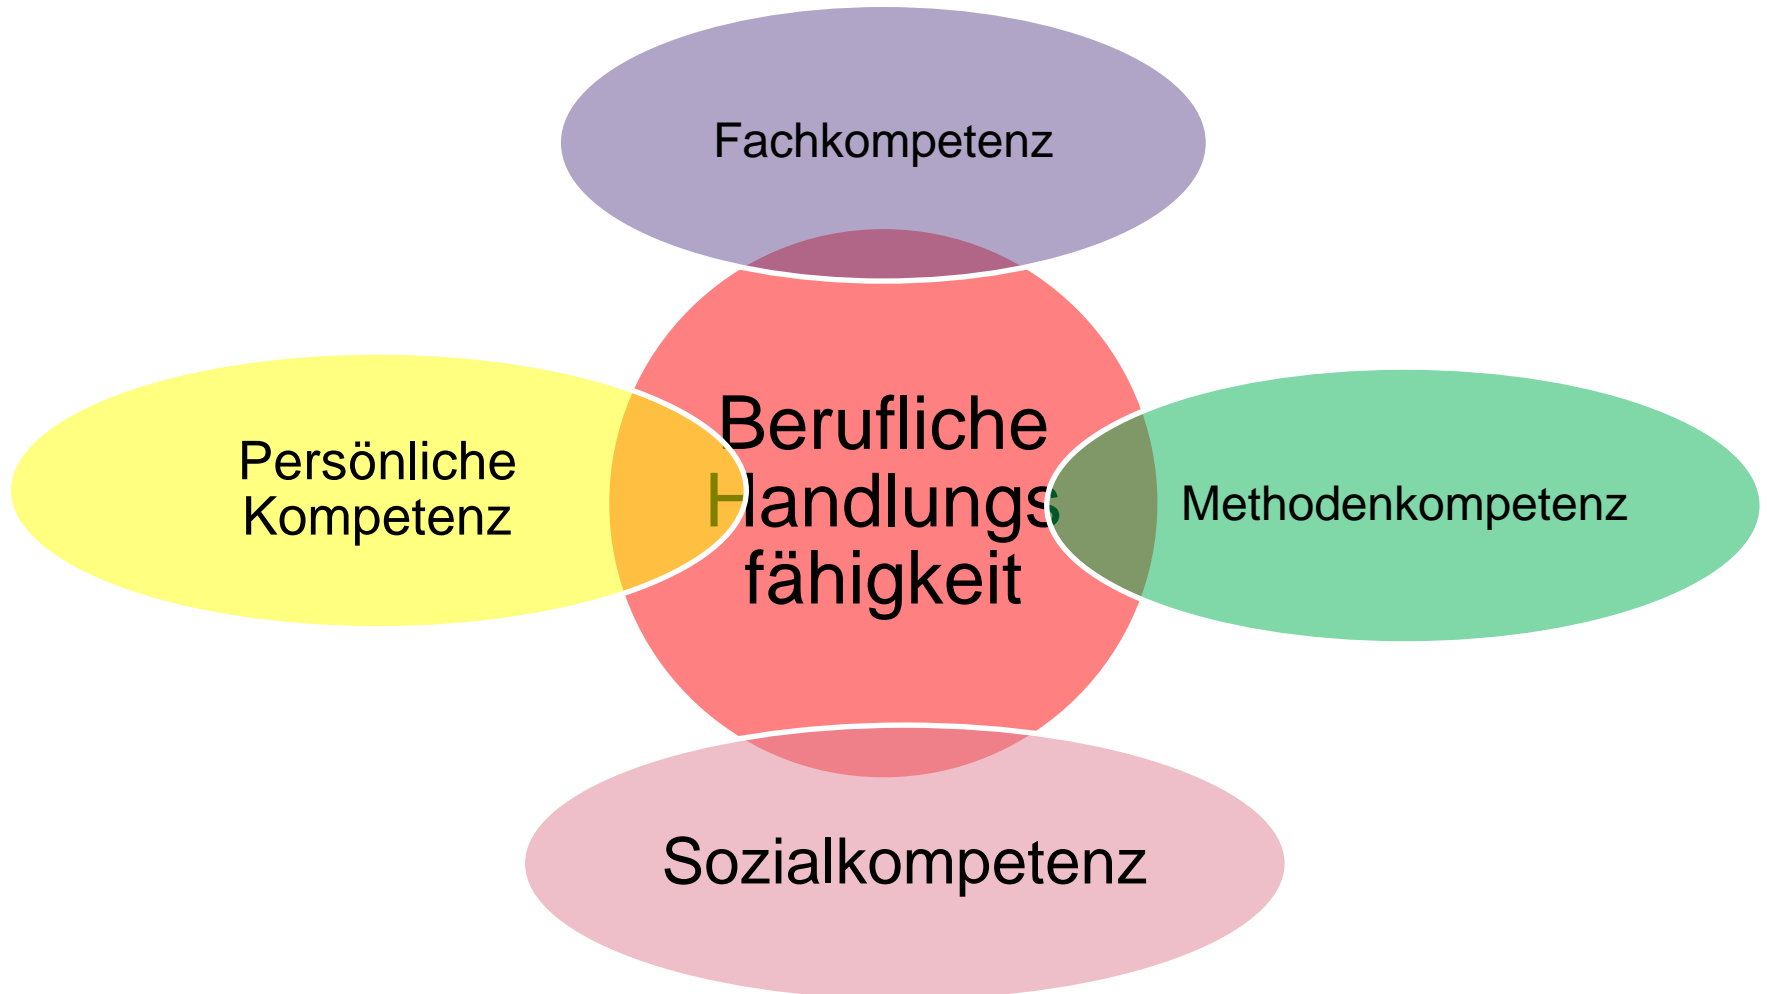 Fachkompetenz
Persönliche
Kompetenz
Berufliche
Handlungs
fähigkeit
Methodenkompetenz
Sozialkompetenz